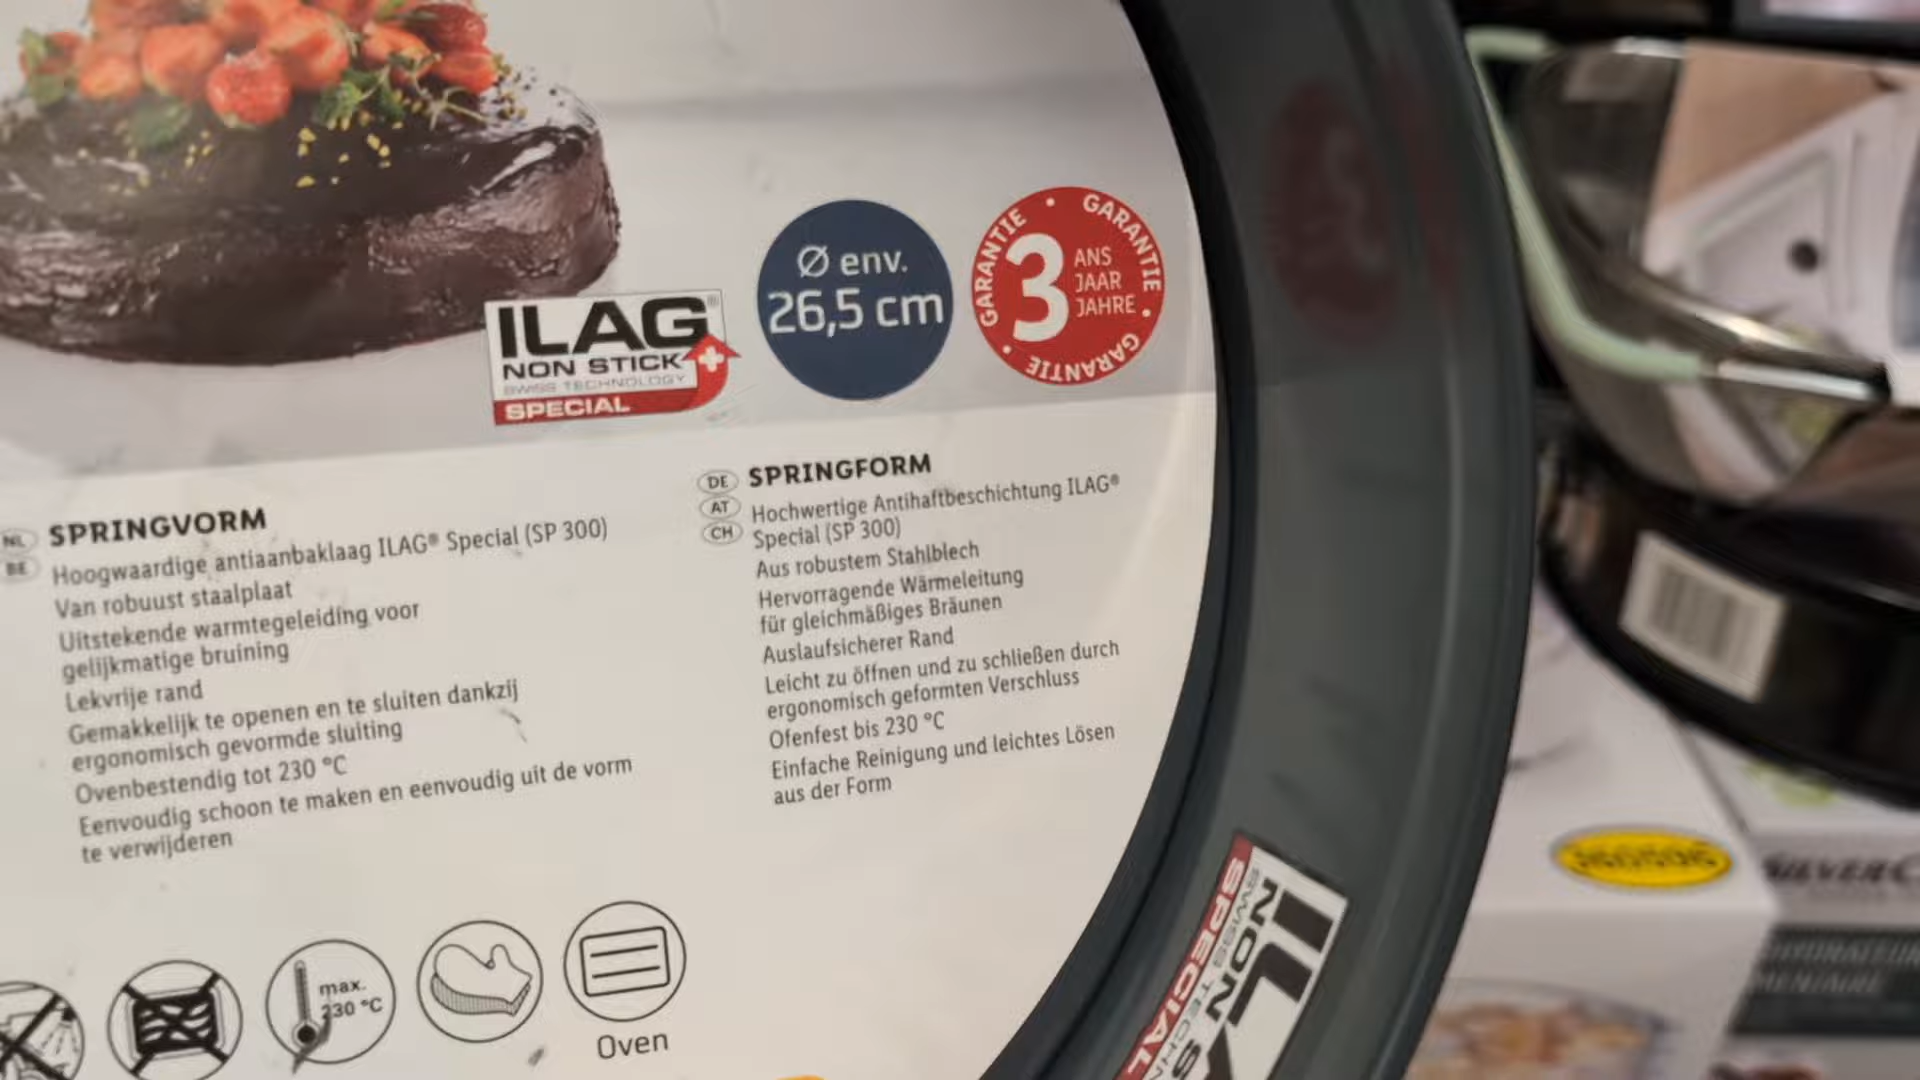 ILAG®
NON STICK
SWISS TECHNOLOGY
SPECIAL
Ø env.
26,5 cm
GARANTIE • GARANTIE • GARANTIE •
3
ANS
JAAR
JAHRE
NL
BE
SPRINGVORM
Hoogwaardige antiaanbaklaag ILAG® Special (SP 300)
Van robuust staalplaat
Uitstekende warmtegeleiding voor
gelijkmatige bruining
Lekvrije rand
Gemakkelijk te openen en te sluiten dankzij
ergonomisch gevormde sluiting
Ovenbestendig tot 230 °C
Eenvoudig schoon te maken en eenvoudig uit de vorm
te verwijderen
DE
AT
CH
SPRINGFORM
Hochwertige Antihaftbeschichtung ILAG®
Special (SP 300)
Aus robustem Stahlblech
Hervorragende Wärmeleitung
für gleichmäßiges Bräunen
Auslaufsicherer Rand
Leicht zu öffnen und zu schließen durch
ergonomisch geformten Verschluss
Ofenfest bis 230 °C
Einfache Reinigung und leichtes Lösen
aus der Form
max.
230 °C
Oven
ILA
NON S
SWISS TECHN
SPECIAL
SILVERC